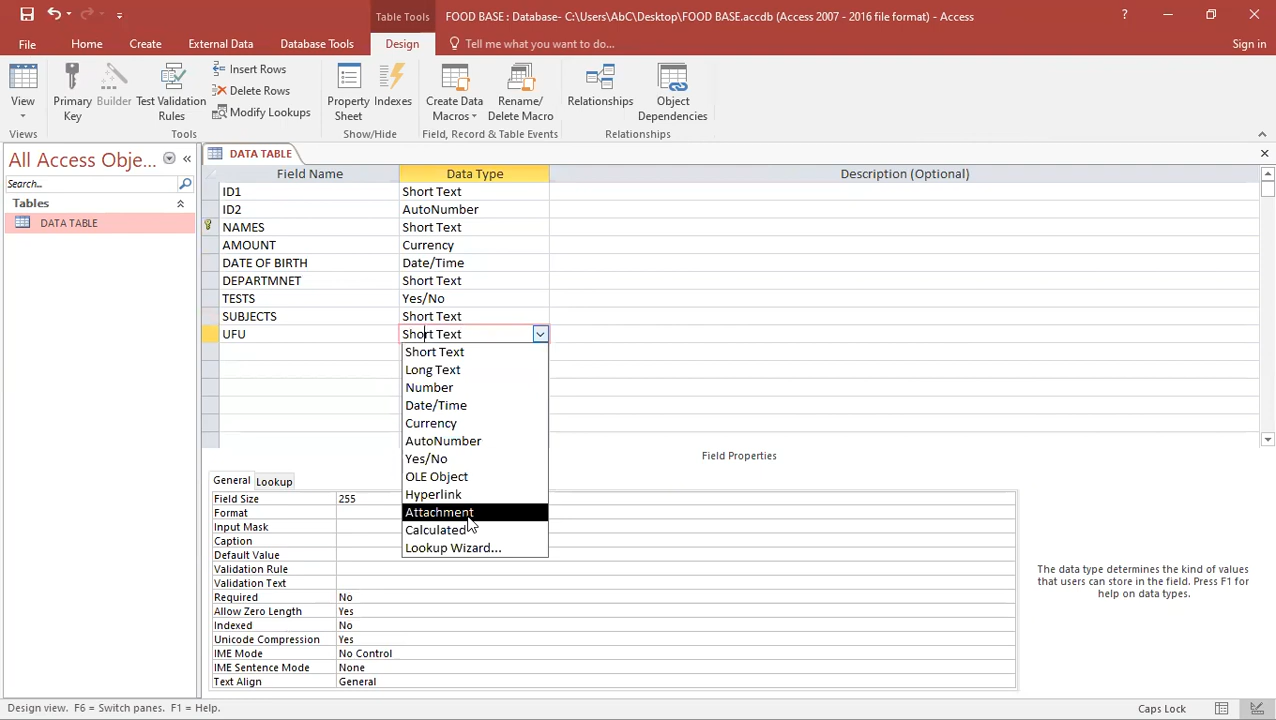 Table Tools
FOOD BASE : Database- C:\Users\AbC\Desktop\FOOD BASE.accdb (Access 2007 - 2016 file format) - Access
?
File
Home
Create
External Data
Database Tools
Design
Tell me what you want to do...
Sign in
View
Primary Key
Builder
Test Validation Rules
Insert Rows
Delete Rows
Modify Lookups
Property Sheet
Indexes
Create Data Macros
Rename/ Delete Macro
Relationships
Object Dependencies
Views
Tools
Show/Hide
Field, Record & Table Events
Relationships
All Access Obje...
Search...
Tables
DATA TABLE
DATA TABLE
Field Name Data Type Description (Optional)
ID1 Short Text
ID2 AutoNumber
NAMES Short Text
AMOUNT Currency
DATE OF BIRTH Date/Time
DEPARTMNET Short Text
TESTS Yes/No
SUBJECTS Short Text
UFU Short Text
Short Text
Long Text
Number
Date/Time
Currency
AutoNumber
Yes/No
OLE Object
Hyperlink
Attachment
Calculated
Lookup Wizard...
Field Properties
General Lookup
Field Size 255
Format
Input Mask
Caption
Default Value
Validation Rule
Validation Text
Required No
Allow Zero Length Yes
Indexed No
Unicode Compression Yes
IME Mode No Control
IME Sentence Mode None
Text Align General
The data type determines the kind of values
that users can store in the field. Press F1 for
help on data types.
Design view. F6 = Switch panes. F1 = Help.
Caps Lock